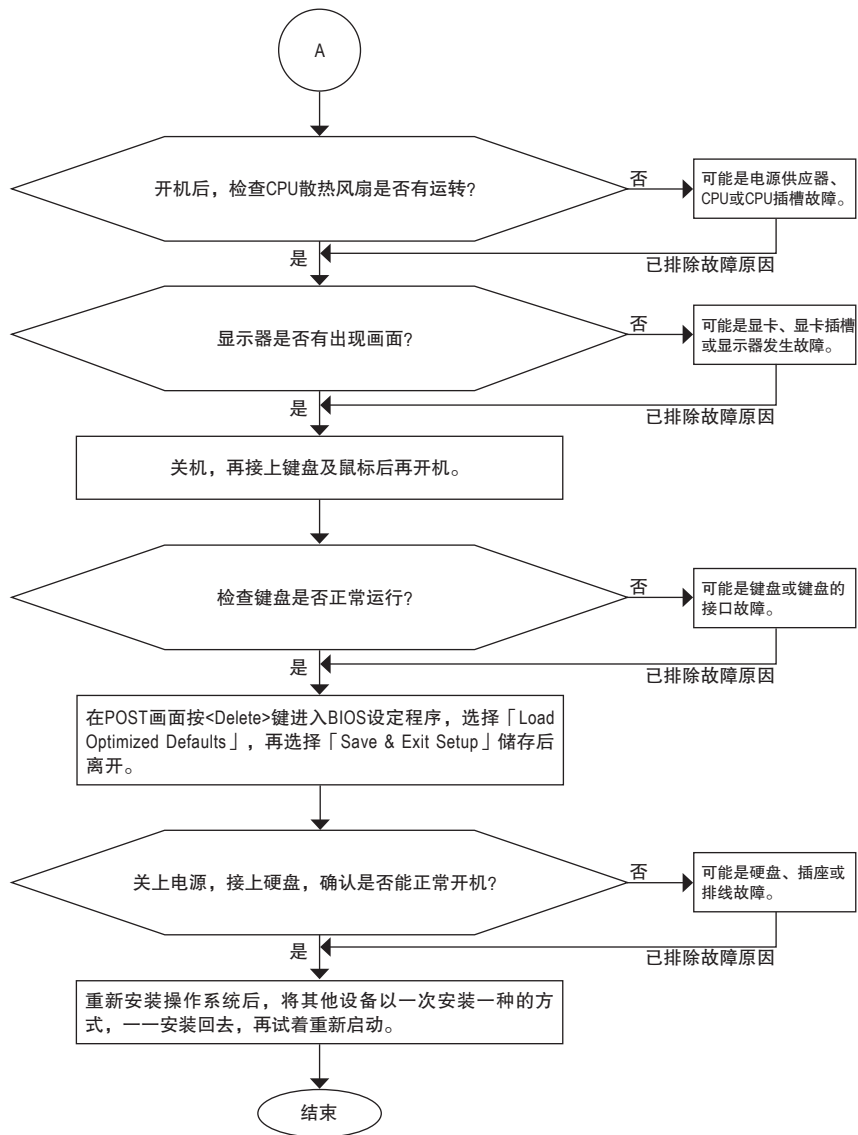 A
开机后，检查CPU散热风扇是否有运转?
否
可能是电源供应器、
CPU或CPU插槽故障。
是
已排除故障原因
显示器是否有出现画面?
否
可能是显卡、显卡插槽
或显示器发生故障。
是
已排除故障原因
关机，再接上键盘及鼠标后再开机。
检查键盘是否正常运行?
否
可能是键盘或键盘的
接口故障。
是
已排除故障原因
在POST画面按<Delete>键进入BIOS设定程序，选择「Load
Optimized Defaults」，再选择「Save & Exit Setup」储存后
离开。
关上电源，接上硬盘，确认是否能正常开机?
否
可能是硬盘、插座或
排线故障。
是
已排除故障原因
重新安装操作系统后，将其他设备以一次安装一种的方
式，一一安装回去，再试着重新启动。
结束